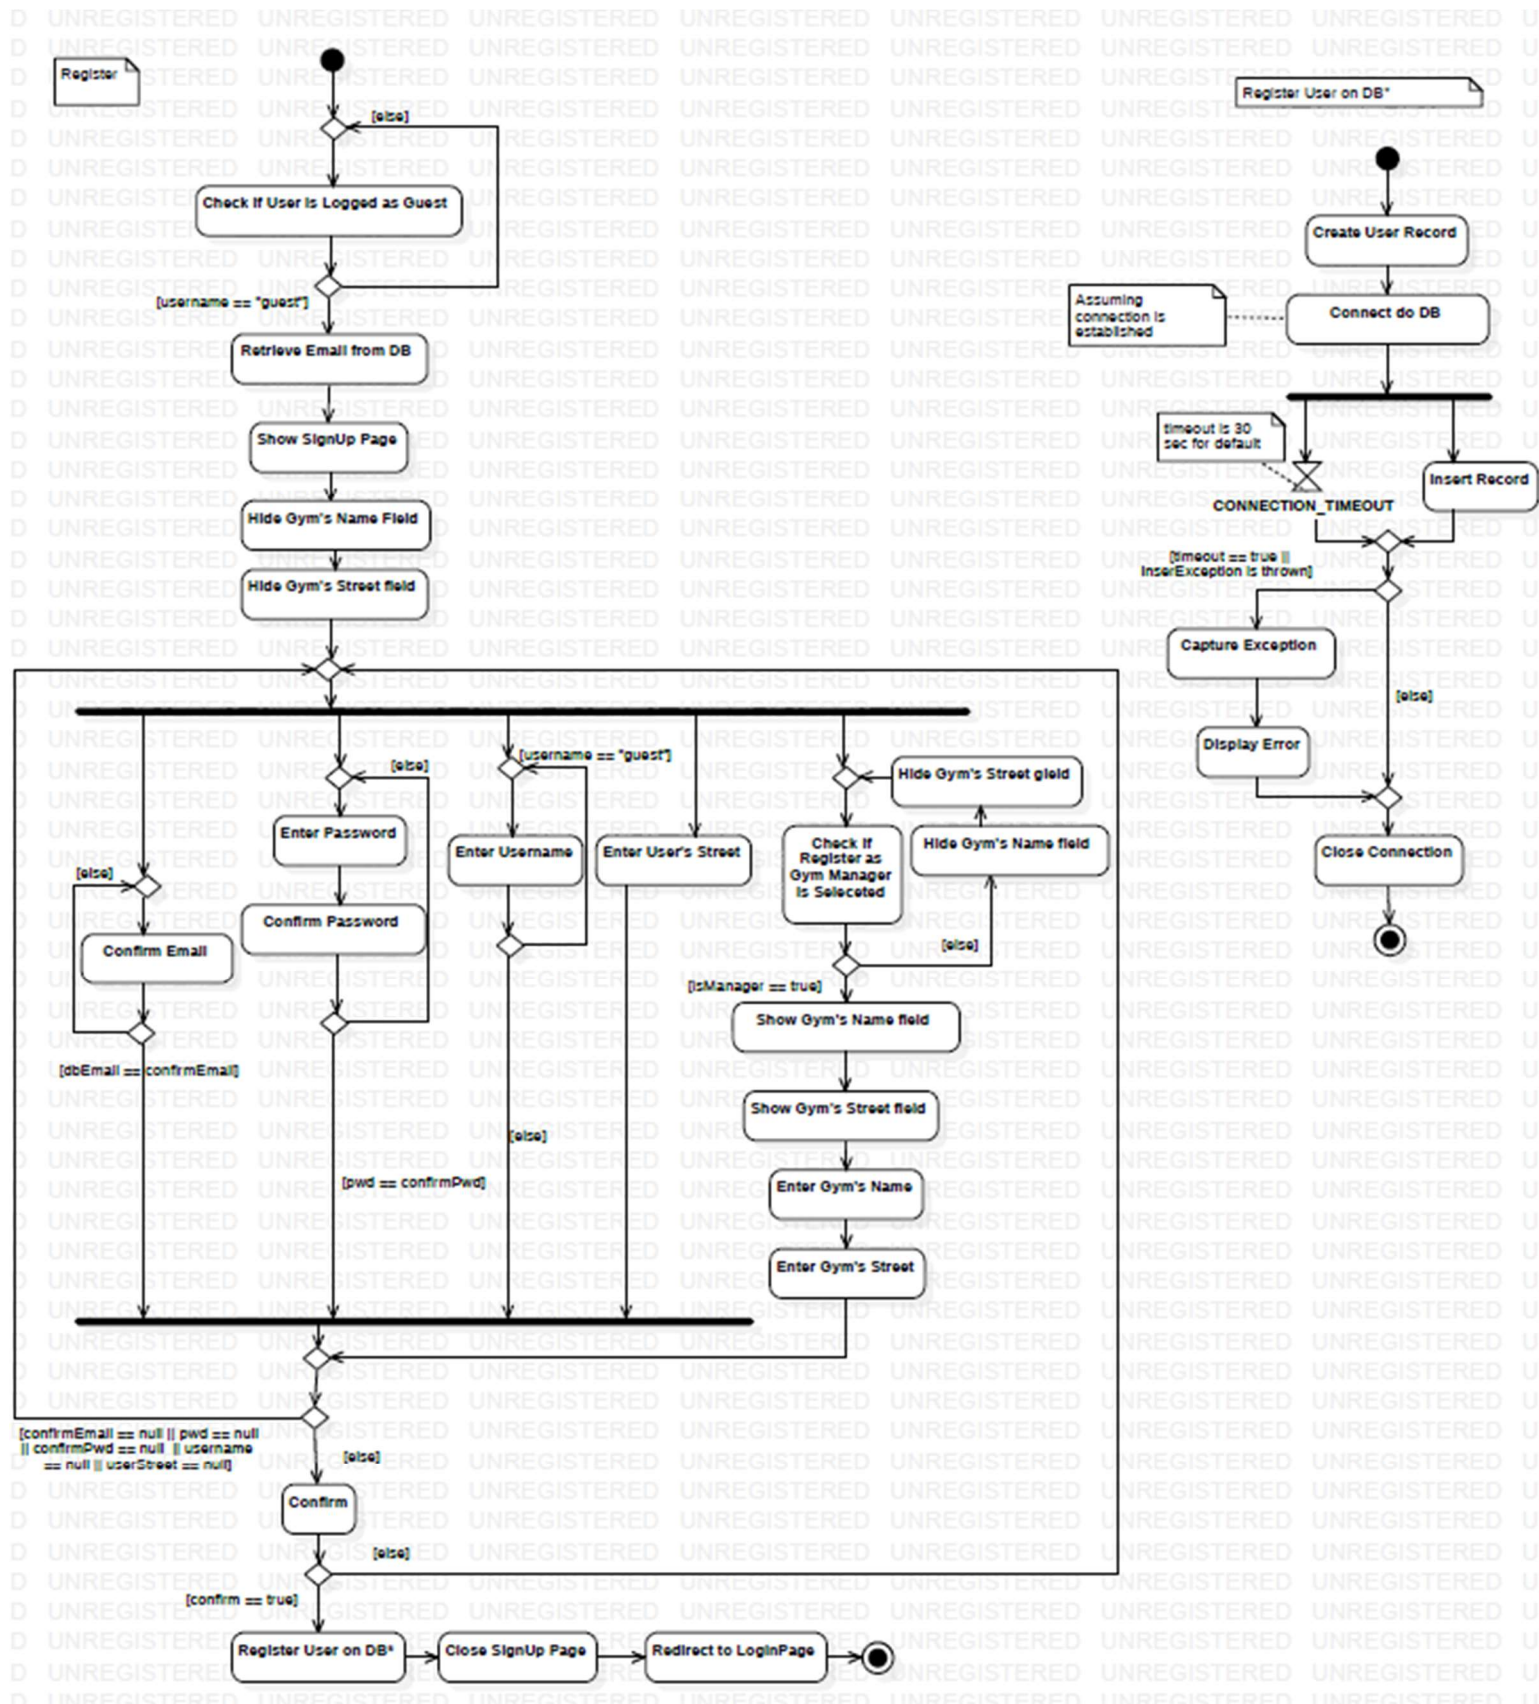 Register
[else]
Check If User is Logged as Guest
[username == "guest"]
Retrieve Email from DB
Show SignUp Page
Hide Gym's Name Field
Hide Gym's Street field
[else]
Enter Password
Confirm Password
[else]
Confirm Email
[dbEmail == confirmEmail]
[pwd == confirmPwd]
[username == "guest"]
Enter Username
[else]
Enter User's Street
Hide Gym's Street gield
Hide Gym's Name field
Check If
Register as
Gym Manager
is Seleceted
[else]
[isManager == true]
Show Gym's Name field
Show Gym's Street field
Enter Gym's Name
Enter Gym's Street
[confirmEmail == null || pwd == null
|| confirmPwd == null || username
== null || userStreet == null]
[else]
Confirm
[else]
[confirm == true]
Register User on DB*
Close SignUp Page
Redirect to LoginPage
Register User on DB*
Create User Record
Assuming
connection is
established
Connect do DB
timeout is 30
sec for default
CONNECTION_TIMEOUT
Insert Record
[timeout == true ||
InserException is thrown]
Capture Exception
[else]
Display Error
Close Connection
UNREGISTERED